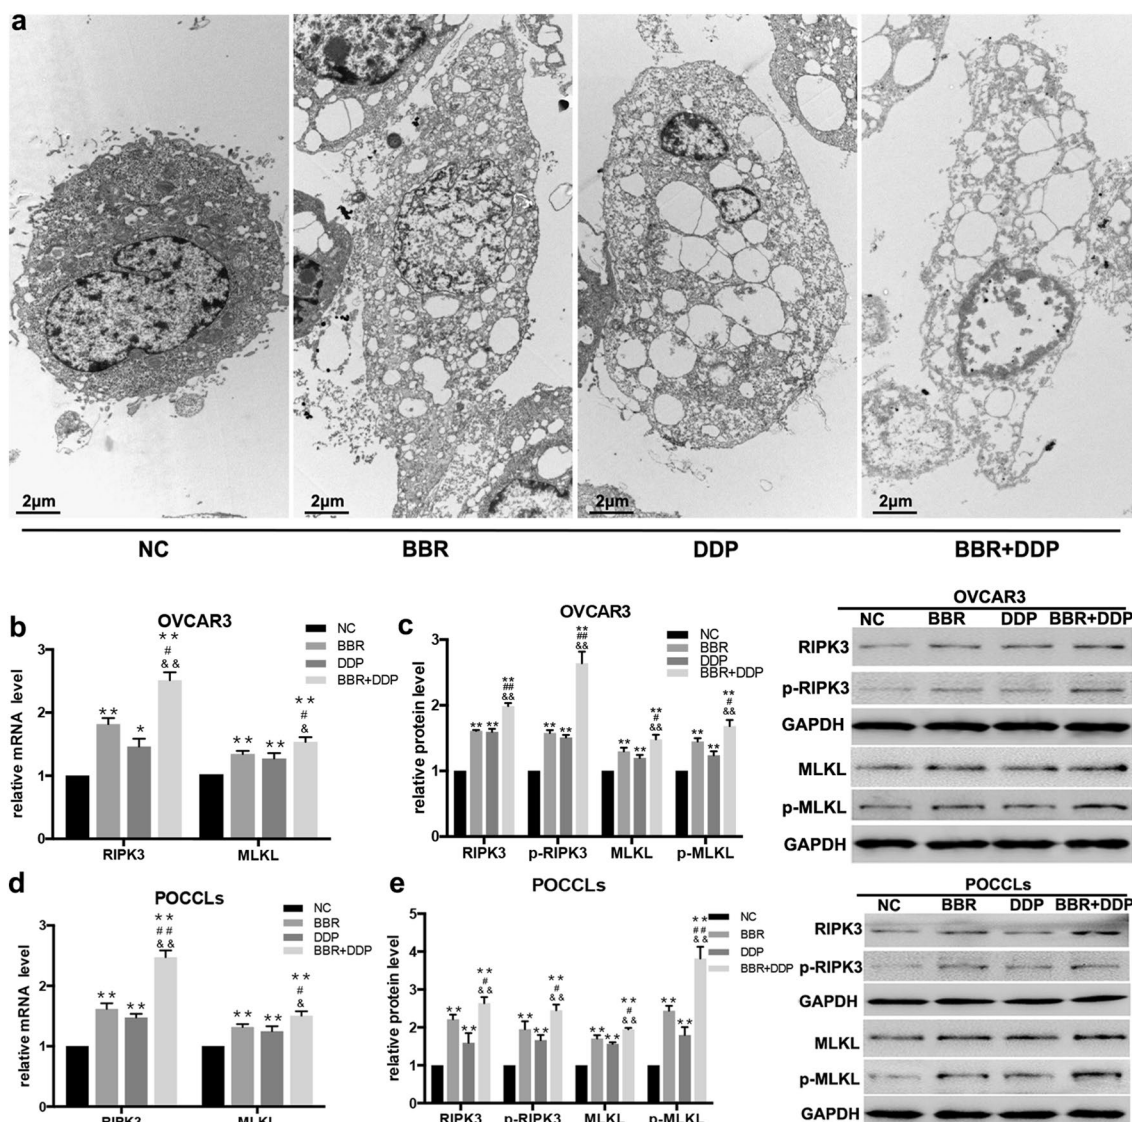 a
2μm
2μm
2μm
2μm
NC
BBR
DDP
BBR+DDP
b
OVCAR3
relative mRNA level
3
2
1
0
NC
BBR
DDP
BBR+DDP
**
*
**
#
&&
**
**
**
#
&
RIPK3
MLKL
c
OVCAR3
relative protein level
3
2
1
0
NC
BBR
DDP
BBR+DDP
**
**
**
##
&&
**
**
**
##
&&
**
**
**
#
&&
**
**
**
#
&&
RIPK3
p-RIPK3
MLKL
p-MLKL
OVCAR3
NC
BBR
DDP
BBR+DDP
RIPK3
p-RIPK3
GAPDH
MLKL
p-MLKL
GAPDH
d
POCCLs
relative mRNA level
3
2
1
0
NC
BBR
DDP
BBR+DDP
**
**
**
##
&&
**
**
**
#
&
MLKL
e
POCCLs
relative protein level
5
4
3
2
1
0
NC
BBR
DDP
BBR+DDP
**
**
**
#
&&
**
**
**
#
&&
**
**
**
#
&&
**
**
**
##
&&
RIPK3
p-RIPK3
MLKL
p-MLKL
POCCLs
NC
BBR
DDP
BBR+DDP
RIPK3
p-RIPK3
GAPDH
MLKL
p-MLKL
GAPDH